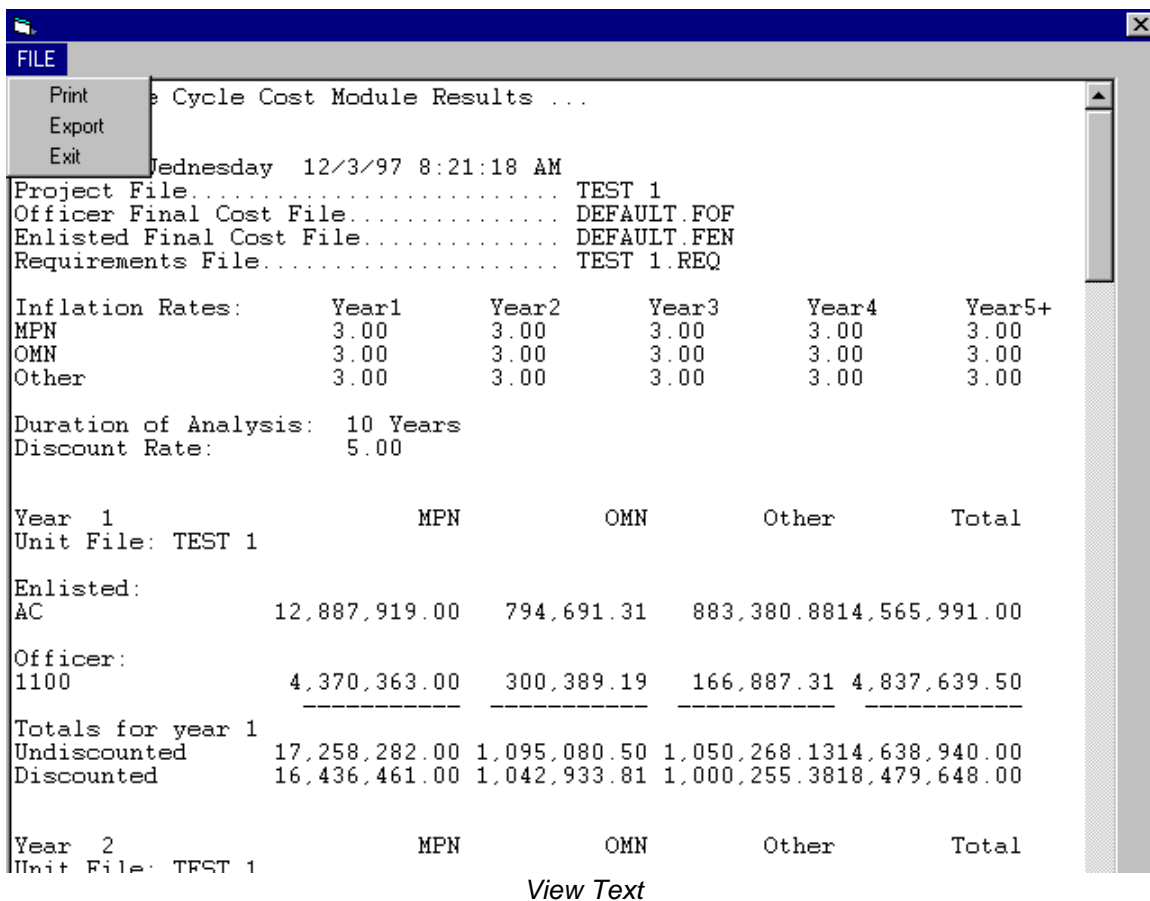 FILE
Print
Export
Exit
e Cycle Cost Module Results ...
Wednesday 12/3/97 8:21:18 AM
Project File.......................... TEST 1
Officer Final Cost File............... DEFAULT.FOF
Enlisted Final Cost File.............. DEFAULT.FEN
Requirements File..................... TEST 1.REQ
Inflation Rates: Year1 Year2 Year3 Year4 Year5+
MPN 3.00 3.00 3.00 3.00 3.00
OMN 3.00 3.00 3.00 3.00 3.00
Other 3.00 3.00 3.00 3.00 3.00
Duration of Analysis: 10 Years
Discount Rate: 5.00
Year 1 MPN OMN Other Total
Unit File: TEST 1
Enlisted:
AC 12,887,919.00 794,691.31 883,380.8814,565,991.00
Officer:
1100 4,370,363.00 300,389.19 166,887.31 4,837,639.50
Totals for year 1
Undiscounted 17,258,282.00 1,095,080.50 1,050,268.1314,638,940.00
Discounted 16,436,461.00 1,042,933.81 1,000,255.3818,479,648.00
Year 2 MPN OMN Other Total
Unit File: TEST 1
View Text